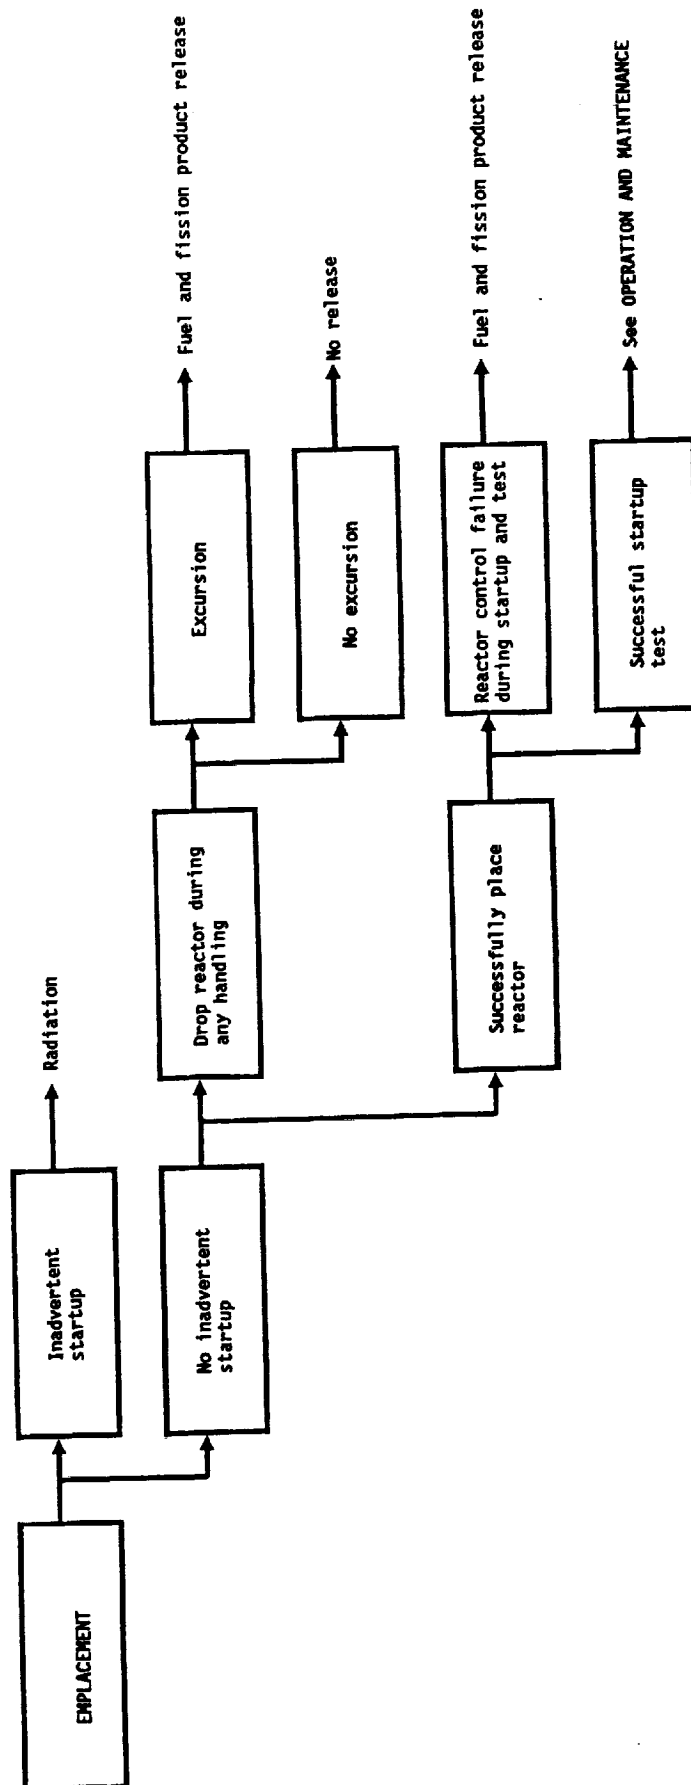 EMPLACEMENT
Inadvertent
startup
Radiation
No inadvertent
startup
Drop reactor during
any handling
Excursion
Fuel and fission product release
No excursion
No release
Successfully place
reactor
Reactor control failure
during startup and test
Fuel and fission product release
Successful startup
test
See OPERATION AND MAINTENANCE